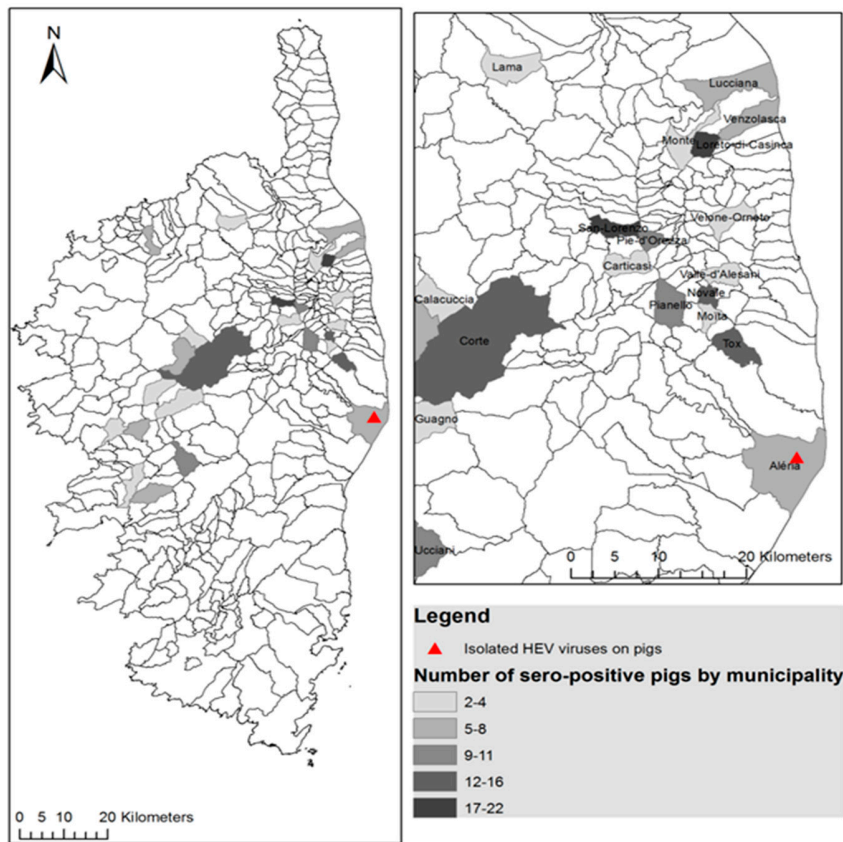 N
0 5 10 20 Kilometers
Lama
Lucciana
Venzolasca
Monte
Loreto-di-Casinca
Velone-Orneto
San-Lorenzo
Pie-d'Orezza
Carticasi
Valle-d'Alesani
Calacuccia
Novale
Pianello
Moita
Corte
Tox
Guagno
Aléria
Ucciani
0 5 10 20 Kilometers
Legend
Isolated HEV viruses on pigs
Number of sero-positive pigs by municipality
2-4
5-8
9-11
12-16
17-22